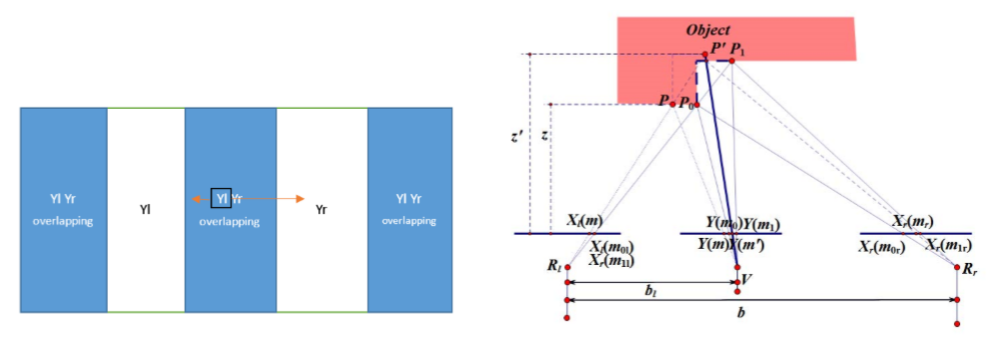 Yl Yr
overlapping
Yl
Yl Yr
overlapping
Yr
Yl Yr
overlapping
Object
P' P₁
P P₀
z'
z
Xₗ(m)
Xₗ(m₀ₗ)
Xᵣ(m₁ₗ)
Y(m₀)Y(m₁)
Y(m)Y(m')
Xᵣ(mᵣ)
Xᵣ(m₀ᵣ)
Xᵣ(m₁ᵣ)
Rₗ
V
Rᵣ
bₗ
b